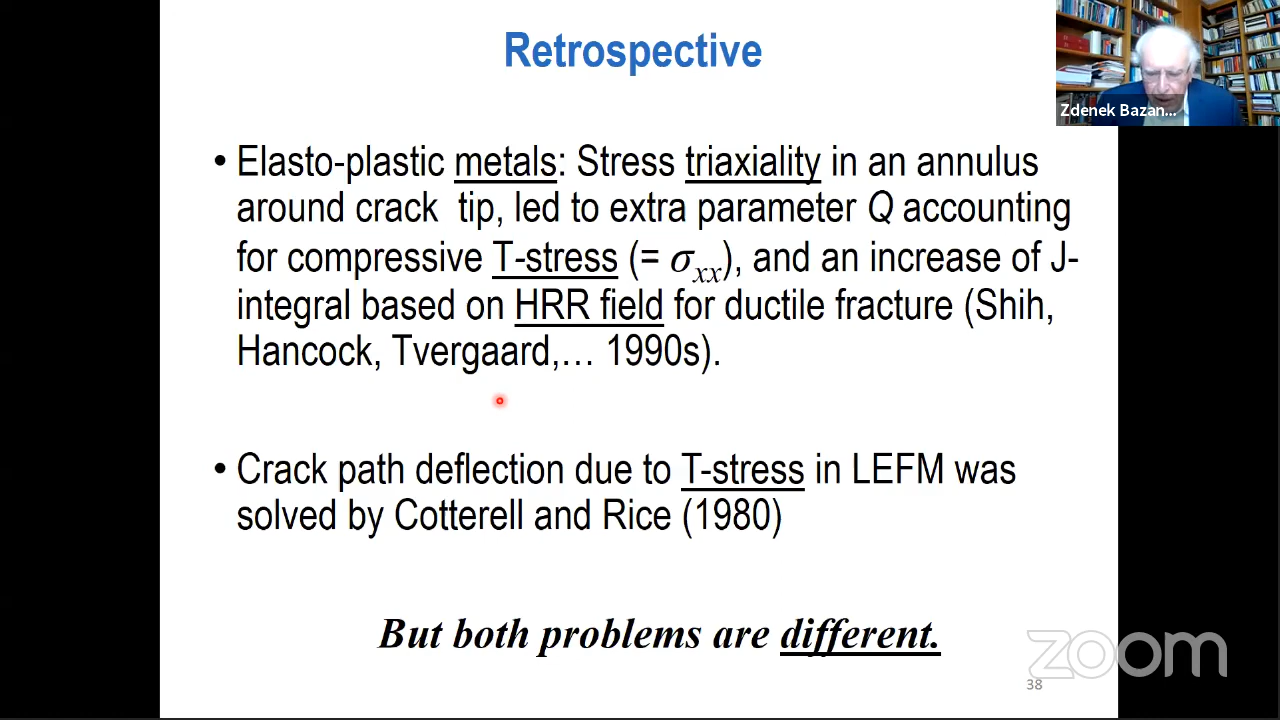 Retrospective
Zdenek Bazan...
• Elasto-plastic metals: Stress triaxiality in an annulus
around crack tip, led to extra parameter Q accounting
for compressive T-stress (= σxx), and an increase of J-
integral based on HRR field for ductile fracture (Shih,
Hancock, Tvergaard,… 1990s).
• Crack path deflection due to T-stress in LEFM was
solved by Cotterell and Rice (1980)
But both problems are different.
zoom
38